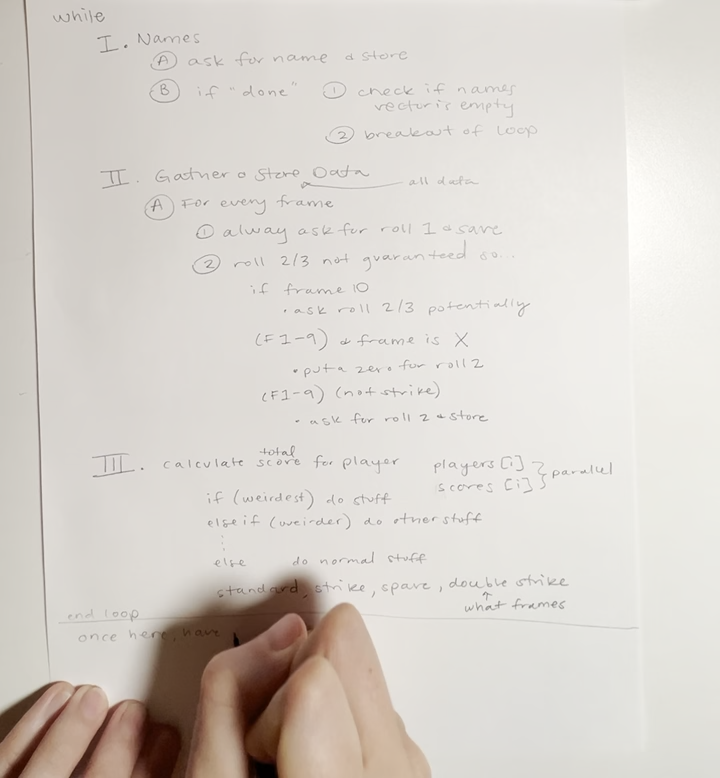 while
I. Names
Ⓐ ask for name & store
Ⓑ if "done" ① check if names
vector is empty
② breakout of loop
II. Gather & Store Data
all data
Ⓐ For every frame
① alway ask for roll 1 & save
② roll 2/3 not guaranteed so...
if frame 10
• ask roll 2/3 potentially
(F1-9) & frame is X
• put a zero for roll 2
(F1-9) (not strike)
• ask for roll 2 & store
III. calculate total score for player players [i] } parallel
scores [i]
if (weirdest) do stuff
else if (weirder) do other stuff
⋮
else do normal stuff
standard, strike, spare, double strike
↑
what frames
end loop
once here, have